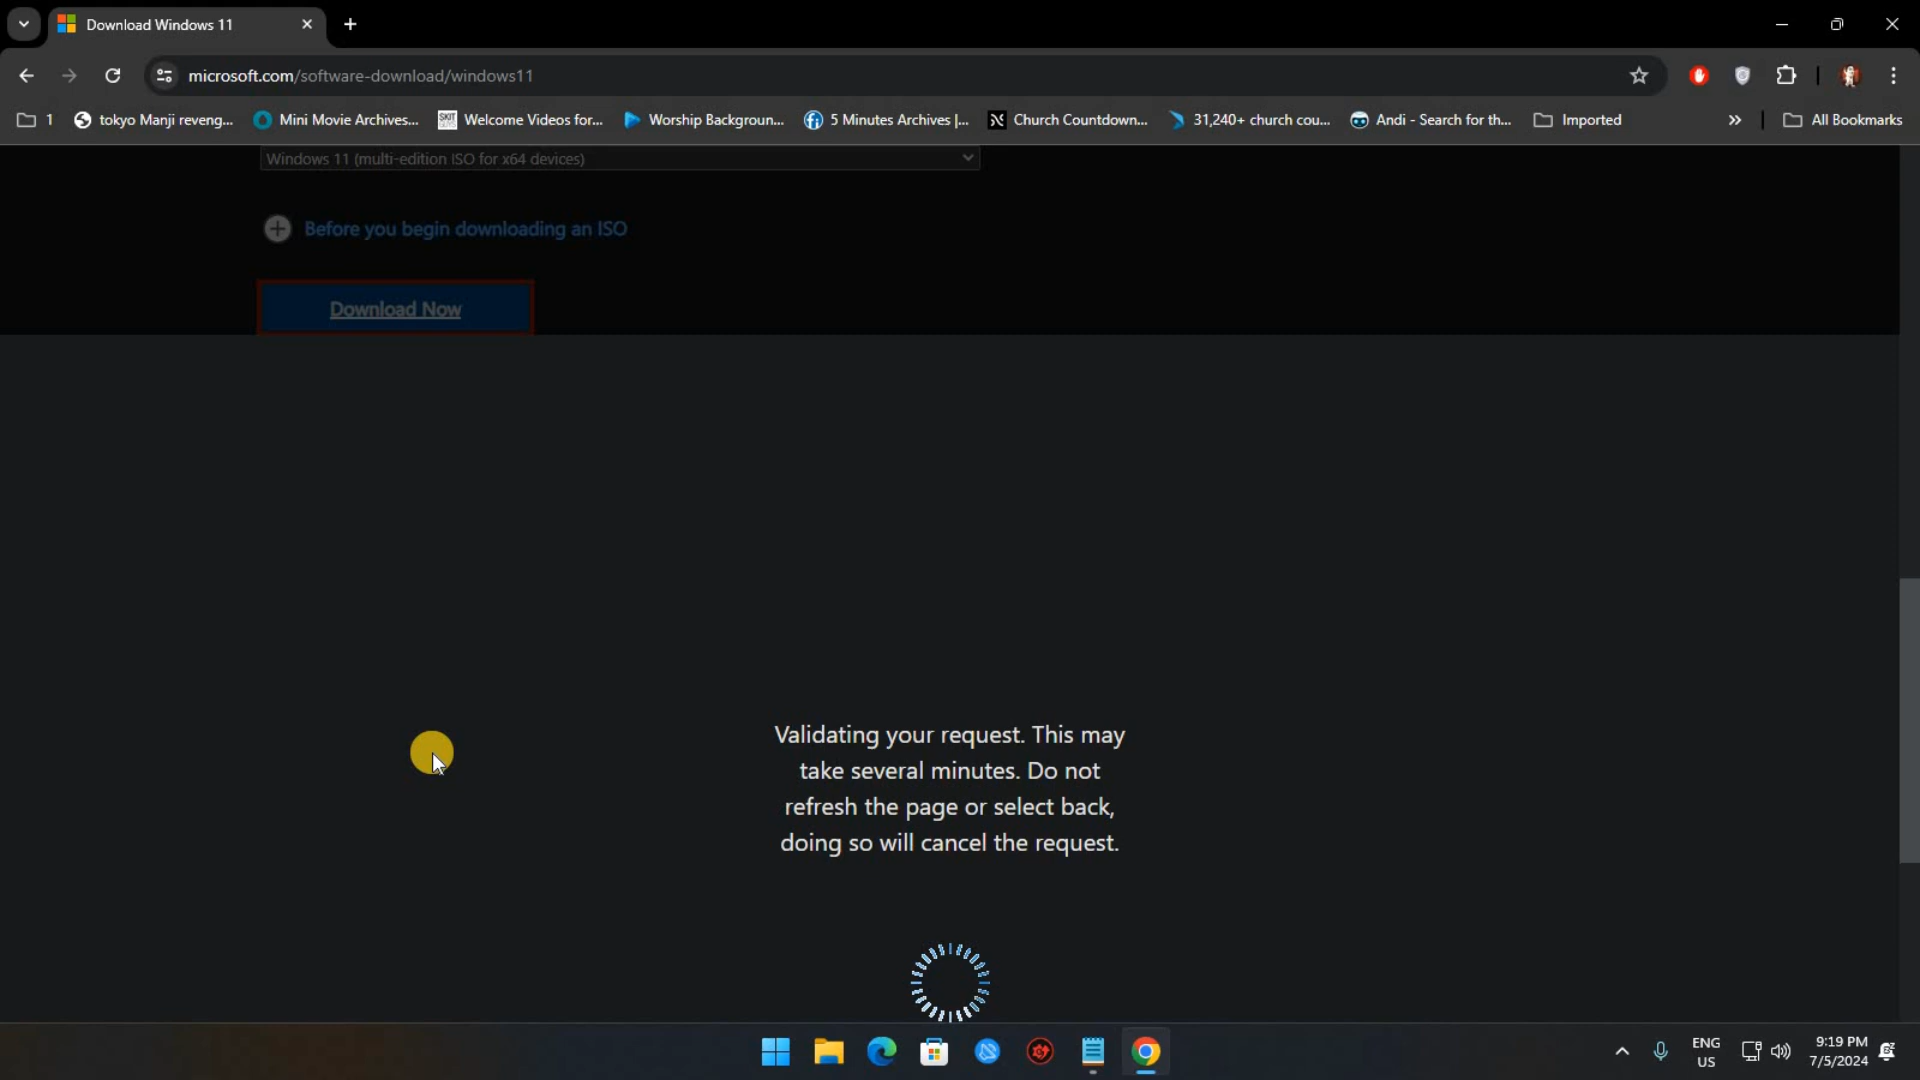 Download Windows 11
microsoft.com/software-download/windows11
1
tokyo Manji reveng...
Mini Movie Archives...
SKIT GUYS
Welcome Videos for...
Worship Backgroun...
5 Minutes Archives |...
Church Countdown...
31,240+ church cou...
Andi - Search for th...
Imported
All Bookmarks
Windows 11 (multi-edition ISO for x64 devices)
Before you begin downloading an ISO
Download Now
Validating your request. This may
take several minutes. Do not
refresh the page or select back,
doing so will cancel the request.
ENG
US
9:19 PM
7/5/2024